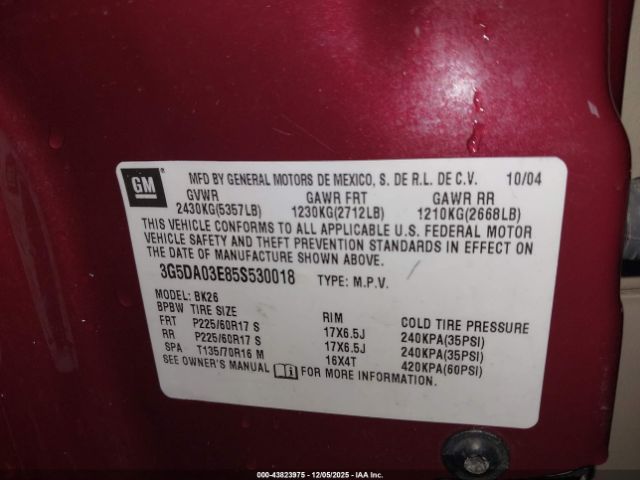 GM ®
MFD BY GENERAL MOTORS DE MEXICO, S. DE R.L. DE C.V. 10/04
GVWR GAWR FRT GAWR RR
2430KG(5357LB) 1230KG(2712LB) 1210KG(2668LB)
THIS VEHICLE CONFORMS TO ALL APPLICABLE U.S. FEDERAL MOTOR
VEHICLE SAFETY AND THEFT PREVENTION STANDARDS IN EFFECT ON
THE DATE OF MANUFACTURE SHOWN ABOVE.
3G5DA03E85S530018 TYPE: M.P.V.
MODEL: BK26
BPBW TIRE SIZE RIM COLD TIRE PRESSURE
FRT P225/60R17 S 17X6.5J 240KPA(35PSI)
RR P225/60R17 S 17X6.5J 240KPA(35PSI)
SPA T135/70R16 M 16X4T 420KPA(60PSI)
SEE OWNER'S MANUAL FOR MORE INFORMATION.
000-43823975 - 12/05/2025 - IAA Inc.